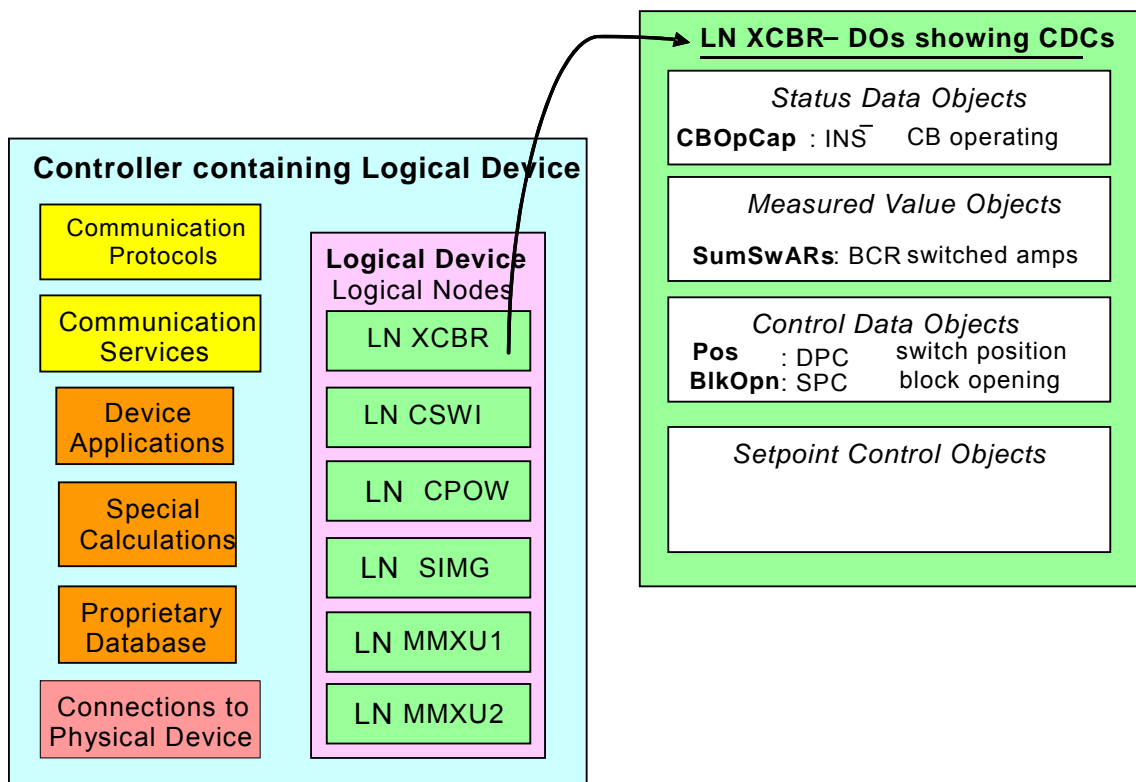 LN XCBR– DOs showing CDCs
Status Data Objects
CBOpCap : INS – CB operating
Measured Value Objects
SumSwARs: BCR switched amps
Control Data Objects
Pos : DPC switch position
BlkOpn: SPC block opening
Setpoint Control Objects
Controller containing Logical Device
Communication
Protocols
Communication
Services
Device
Applications
Special
Calculations
Proprietary
Database
Connections to
Physical Device
Logical Device
Logical Nodes
LN XCBR
LN CSWI
LN CPOW
LN SIMG
LN MMXU1
LN MMXU2